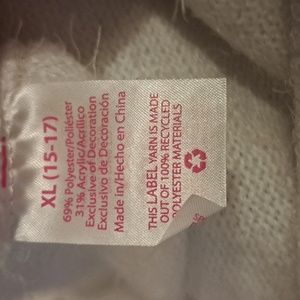 XL (15-17)
69% Polyester/Poliéster
31% Acrylic/Acrílico
Exclusive of Decoration
Exclusivo de Decoración
Made in/Hecho en China
THIS LABEL YARN IS MADE
OUT OF 100% RECYCLED
POLYESTER MATERIALS